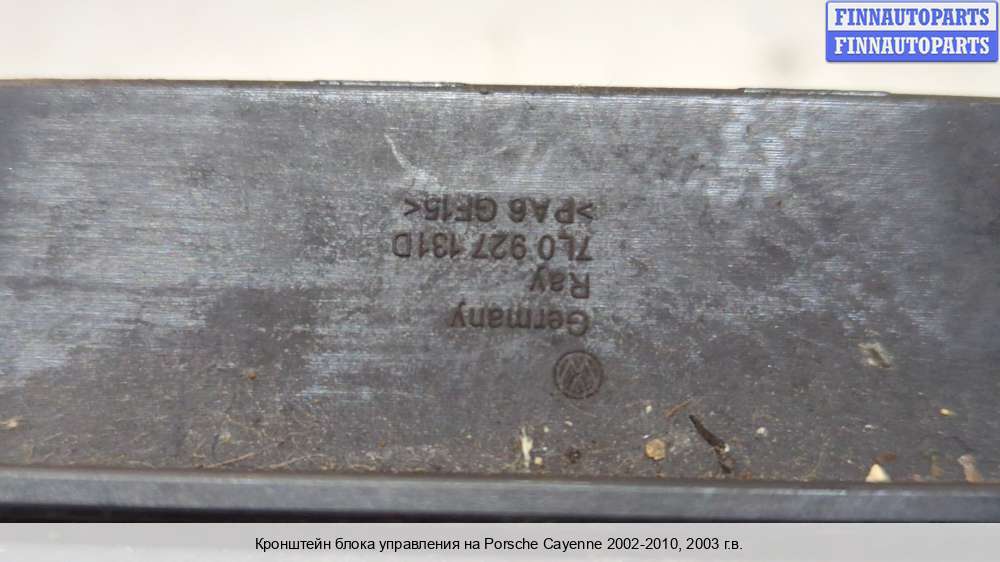 FINNAUTOPARTS
FINNAUTOPARTS
Germany
Ray
7L0 927 131D
>PA6 GF15<
Кронштейн блока управления на Porsche Cayenne 2002-2010, 2003 г.в.